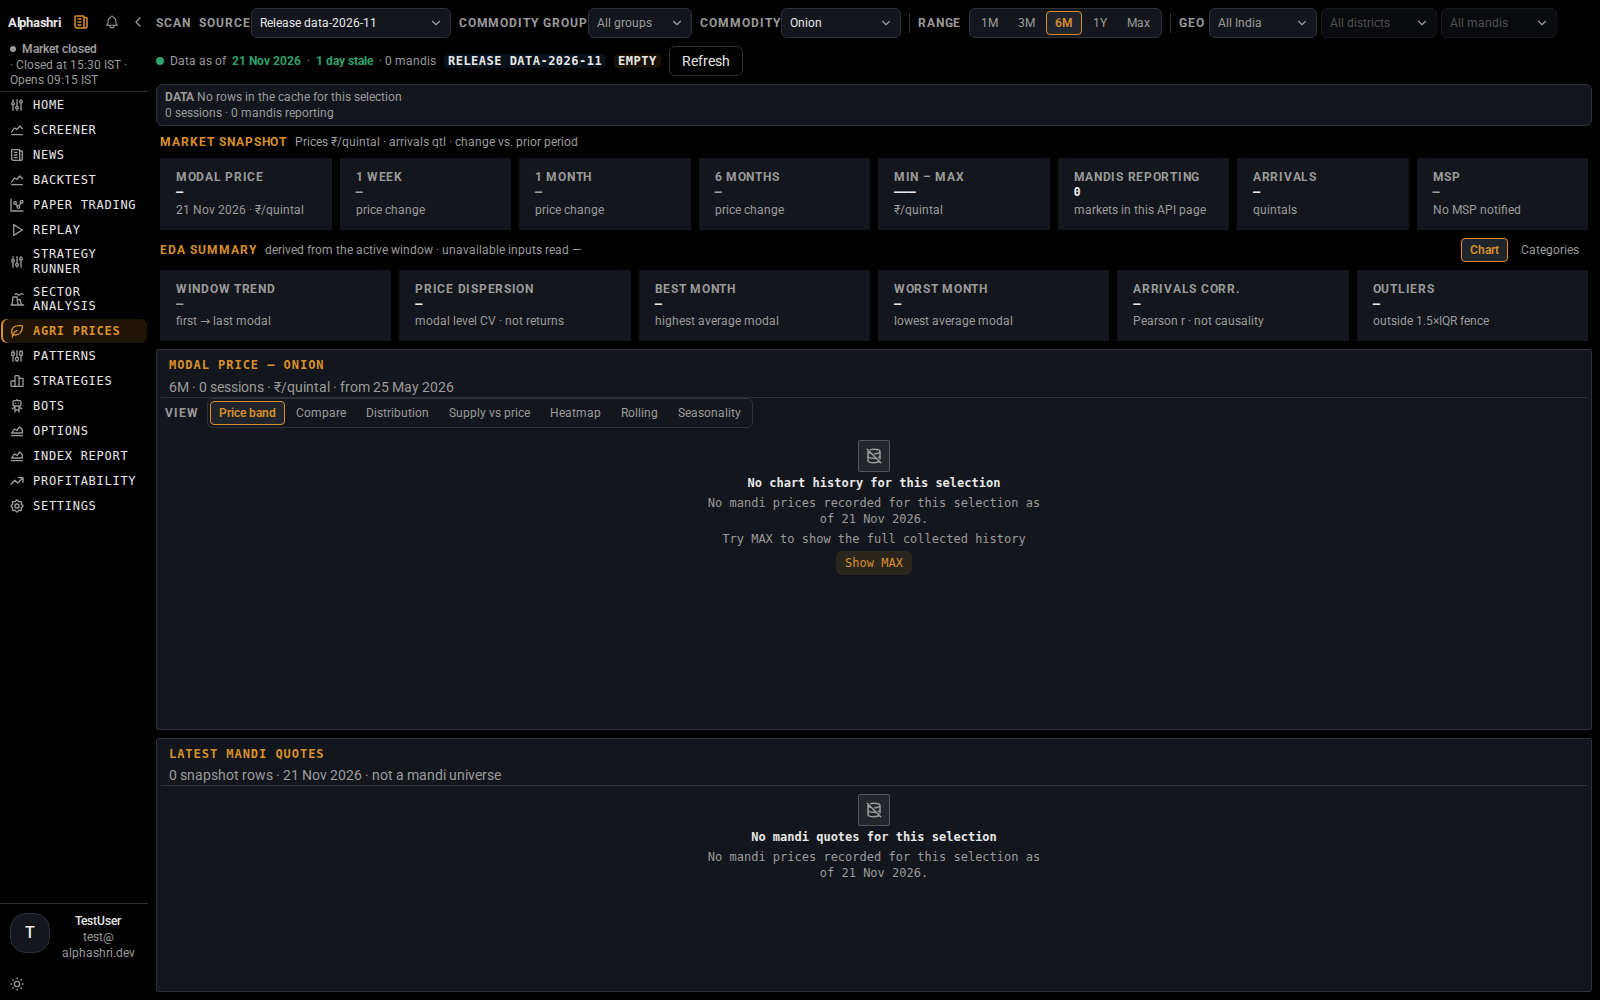 Alphashri
Market closed
· Closed at 15:30 IST ·
Opens 09:15 IST
HOME
SCREENER
NEWS
BACKTEST
PAPER TRADING
REPLAY
STRATEGY
RUNNER
SECTOR
ANALYSIS
AGRI PRICES
PATTERNS
STRATEGIES
BOTS
OPTIONS
INDEX REPORT
PROFITABILITY
SETTINGS
T
TestUser
test@
alphashri.dev
SCAN SOURCE Release data-2026-11 COMMODITY GROUP All groups COMMODITY Onion RANGE 1M 3M 6M 1Y Max GEO All India All districts All mandis
Data as of 21 Nov 2026 · 1 day stale · 0 mandis RELEASE DATA-2026-11 EMPTY Refresh
DATA No rows in the cache for this selection
0 sessions · 0 mandis reporting
MARKET SNAPSHOT Prices ₹/quintal · arrivals qtl · change vs. prior period
MODAL PRICE
—
21 Nov 2026 · ₹/quintal
1 WEEK
—
price change
1 MONTH
—
price change
6 MONTHS
—
price change
MIN – MAX
—–—
₹/quintal
MANDIS REPORTING
0
markets in this API page
ARRIVALS
—
quintals
MSP
—
No MSP notified
EDA SUMMARY derived from the active window · unavailable inputs read — Chart Categories
WINDOW TREND
—
first → last modal
PRICE DISPERSION
—
modal level CV · not returns
BEST MONTH
—
highest average modal
WORST MONTH
—
lowest average modal
ARRIVALS CORR.
—
Pearson r · not causality
OUTLIERS
—
outside 1.5×IQR fence
MODAL PRICE — ONION
6M · 0 sessions · ₹/quintal · from 25 May 2026
VIEW Price band Compare Distribution Supply vs price Heatmap Rolling Seasonality
No chart history for this selection
No mandi prices recorded for this selection as
of 21 Nov 2026.
Try MAX to show the full collected history
Show MAX
LATEST MANDI QUOTES
0 snapshot rows · 21 Nov 2026 · not a mandi universe
No mandi quotes for this selection
No mandi prices recorded for this selection as
of 21 Nov 2026.